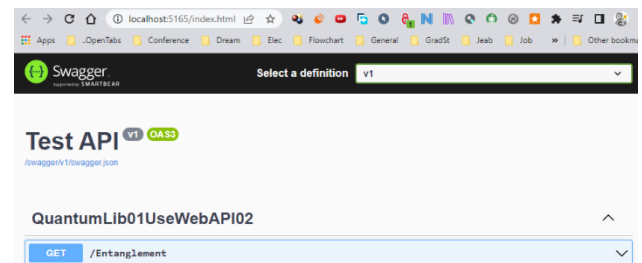 localhost:5165/index.html
Apps .OpenTabs Conference Dream Elec Flowchart General GradSt Jeab Job » Other bookma
Swagger. Select a definition v1
Supported by SMARTBEAR
Test API v1 OAS3
/swagger/v1/swagger.json
QuantumLib01UseWebAPI02
GET /Entanglement